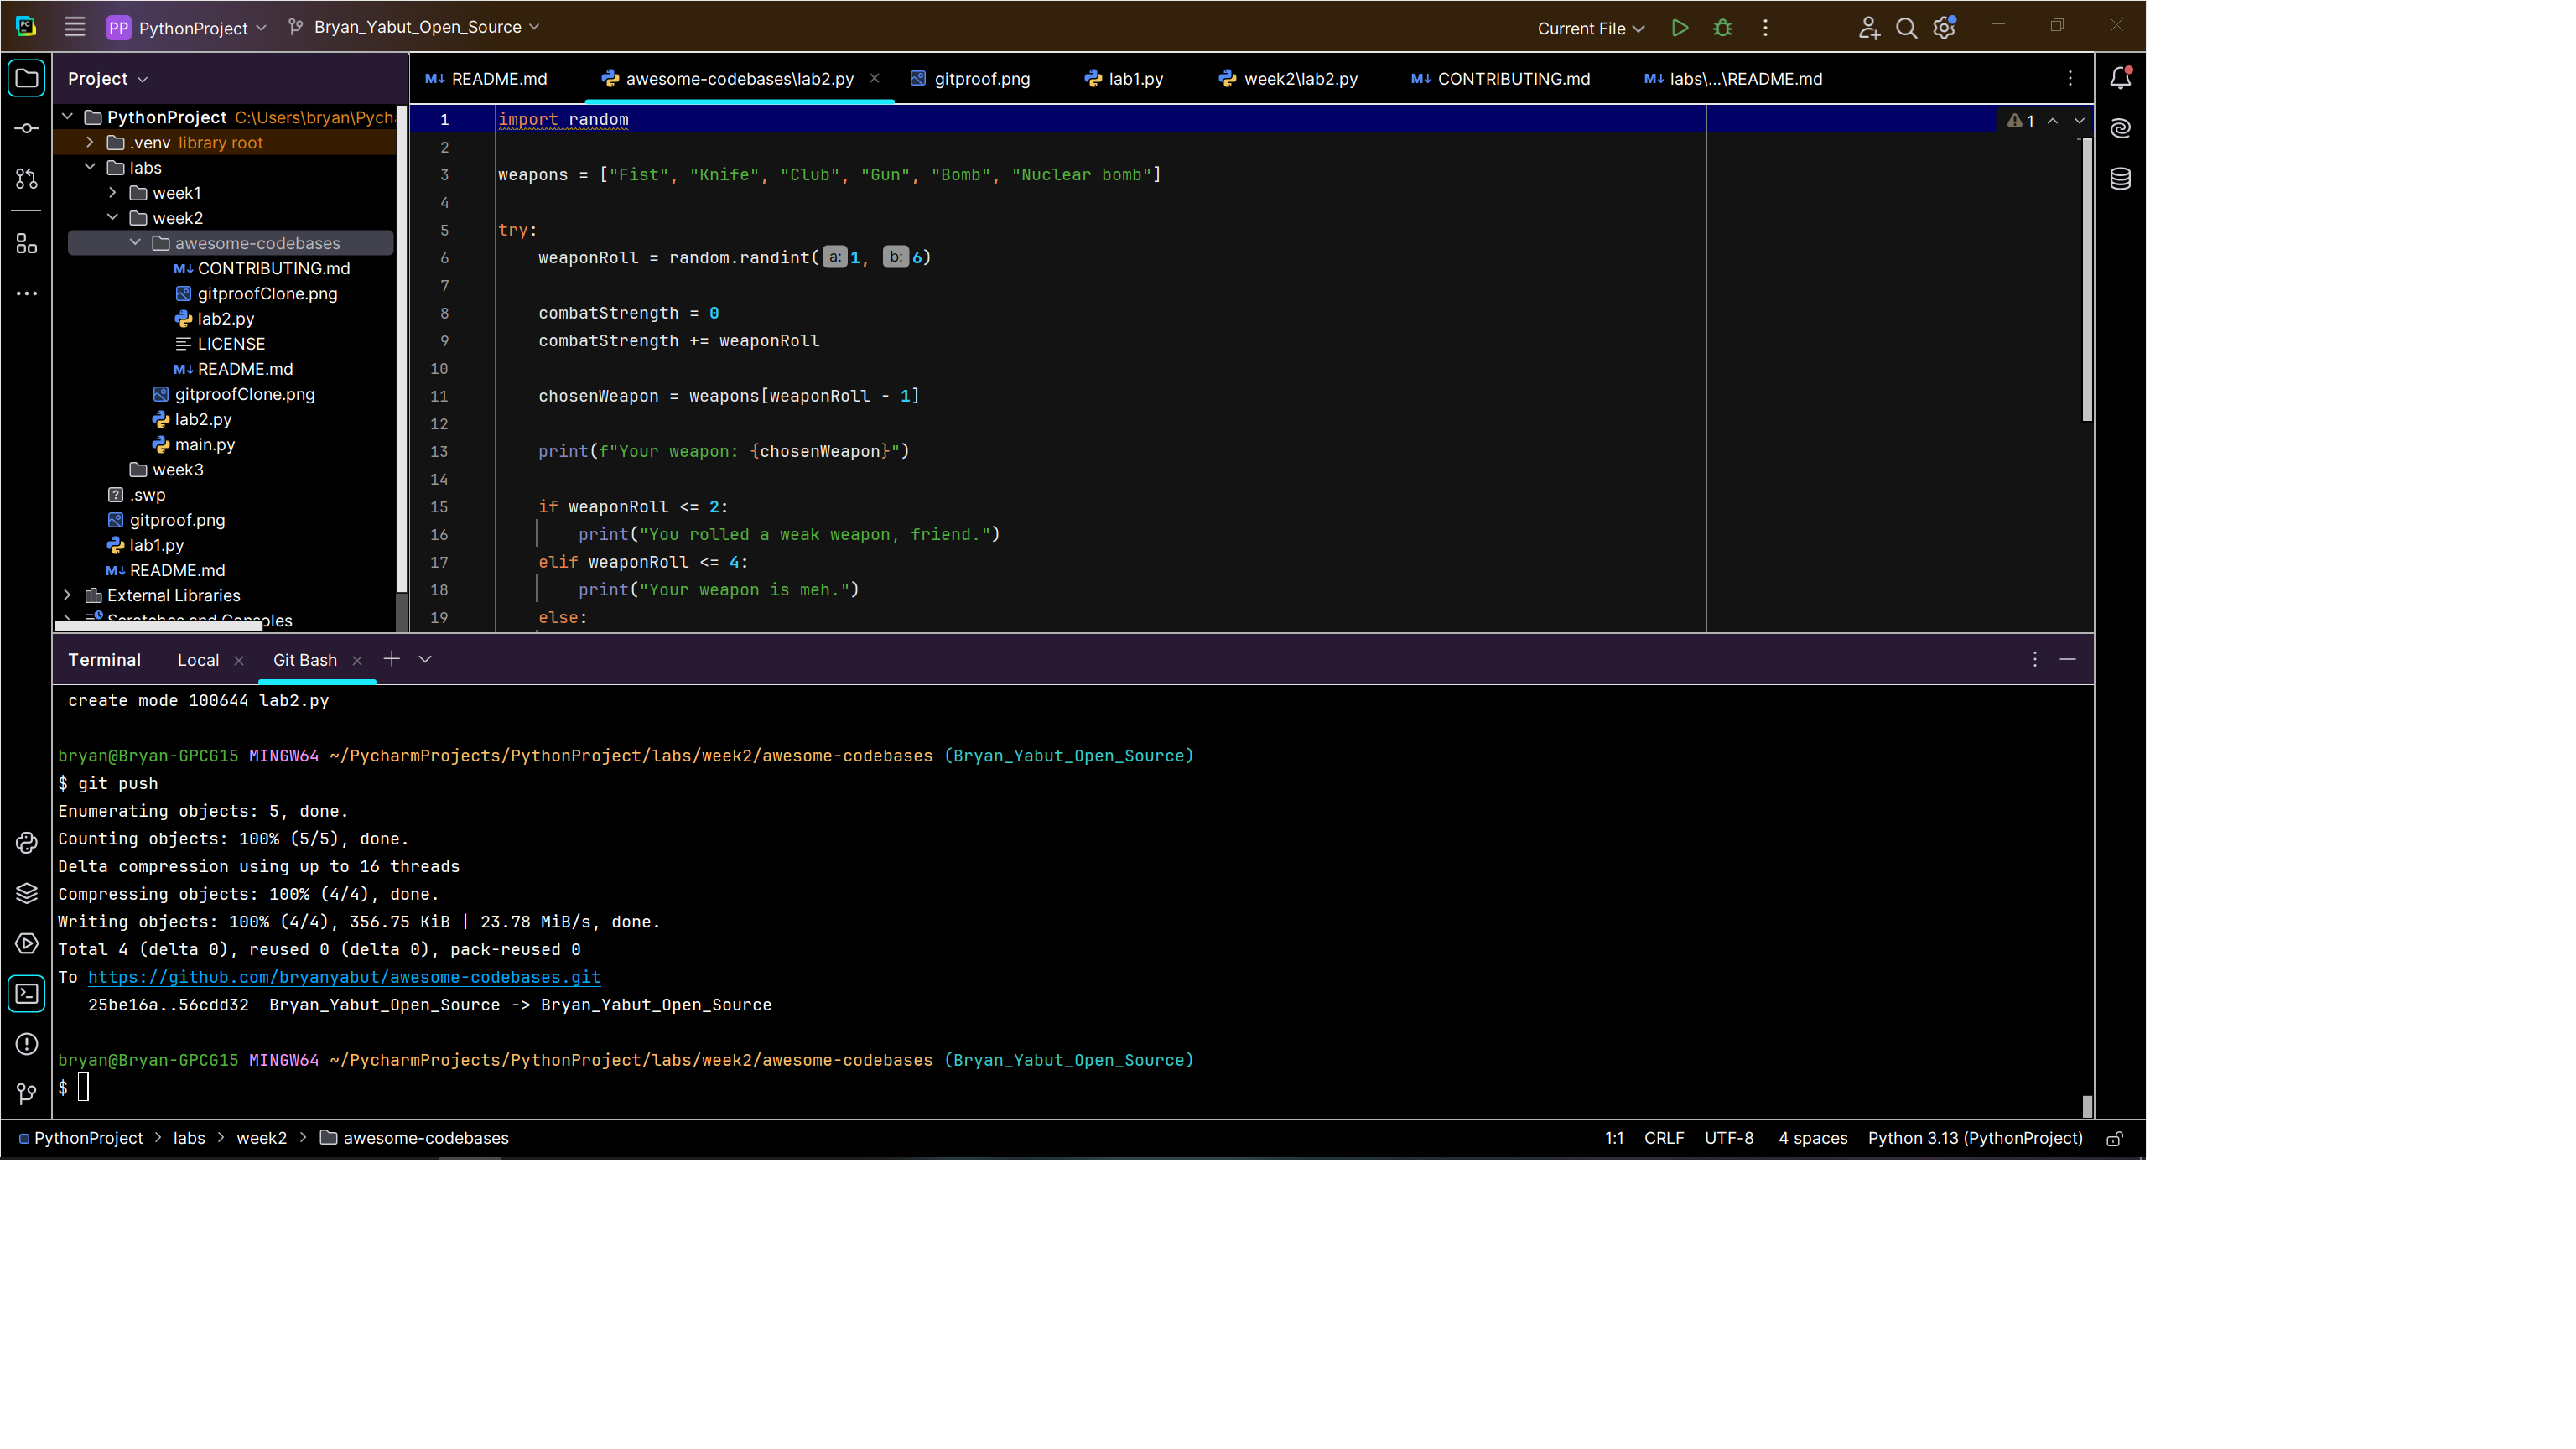 PP PythonProject Bryan_Yabut_Open_Source Current File
Project
PythonProject C:\Users\bryan\Pych
.venv library root
labs
week1
week2
awesome-codebases
CONTRIBUTING.md
gitproofClone.png
lab2.py
LICENSE
README.md
gitproofClone.png
lab2.py
main.py
week3
.swp
gitproof.png
lab1.py
README.md
External Libraries
Scratches and Consoles
README.md awesome-codebases\lab2.py gitproof.png lab1.py week2\lab2.py CONTRIBUTING.md labs\...\README.md
1 import random
2
3 weapons = ["Fist", "Knife", "Club", "Gun", "Bomb", "Nuclear bomb"]
4
5 try:
6 weaponRoll = random.randint( a: 1, b: 6)
7
8 combatStrength = 0
9 combatStrength += weaponRoll
10
11 chosenWeapon = weapons[weaponRoll - 1]
12
13 print(f"Your weapon: {chosenWeapon}")
14
15 if weaponRoll <= 2:
16 print("You rolled a weak weapon, friend.")
17 elif weaponRoll <= 4:
18 print("Your weapon is meh.")
19 else:
1
Terminal Local Git Bash
create mode 100644 lab2.py
bryan@Bryan-GPCG15 MINGW64 ~/PycharmProjects/PythonProject/labs/week2/awesome-codebases (Bryan_Yabut_Open_Source)
$ git push
Enumerating objects: 5, done.
Counting objects: 100% (5/5), done.
Delta compression using up to 16 threads
Compressing objects: 100% (4/4), done.
Writing objects: 100% (4/4), 356.75 KiB | 23.78 MiB/s, done.
Total 4 (delta 0), reused 0 (delta 0), pack-reused 0
To https://github.com/bryanyabut/awesome-codebases.git
25be16a..56cdd32 Bryan_Yabut_Open_Source -> Bryan_Yabut_Open_Source
bryan@Bryan-GPCG15 MINGW64 ~/PycharmProjects/PythonProject/labs/week2/awesome-codebases (Bryan_Yabut_Open_Source)
$
PythonProject > labs > week2 > awesome-codebases 1:1 CRLF UTF-8 4 spaces Python 3.13 (PythonProject)